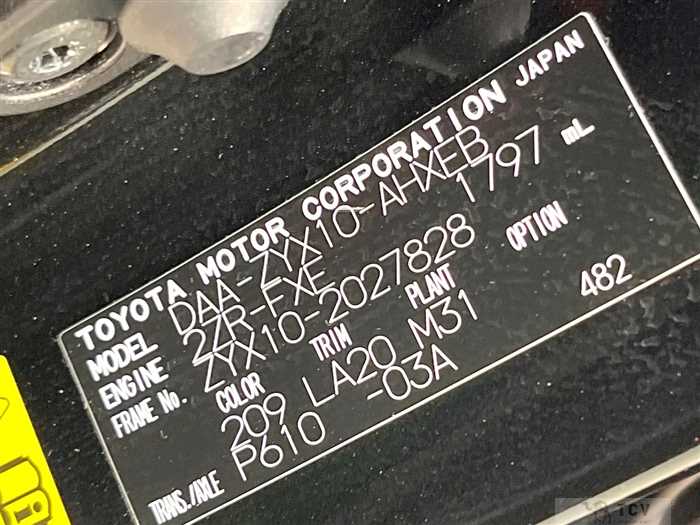 TOYOTA MOTOR CORPORATION JAPAN
MODEL DAA-ZYX10-AHXEB
ENGINE 2ZR-FXE 1797 mL
FRAME No. ZYX10-2027828
COLOR TRIM PLANT OPTION
209 LA20 M31 482
TRANS./AXLE P610 -03A
TCV